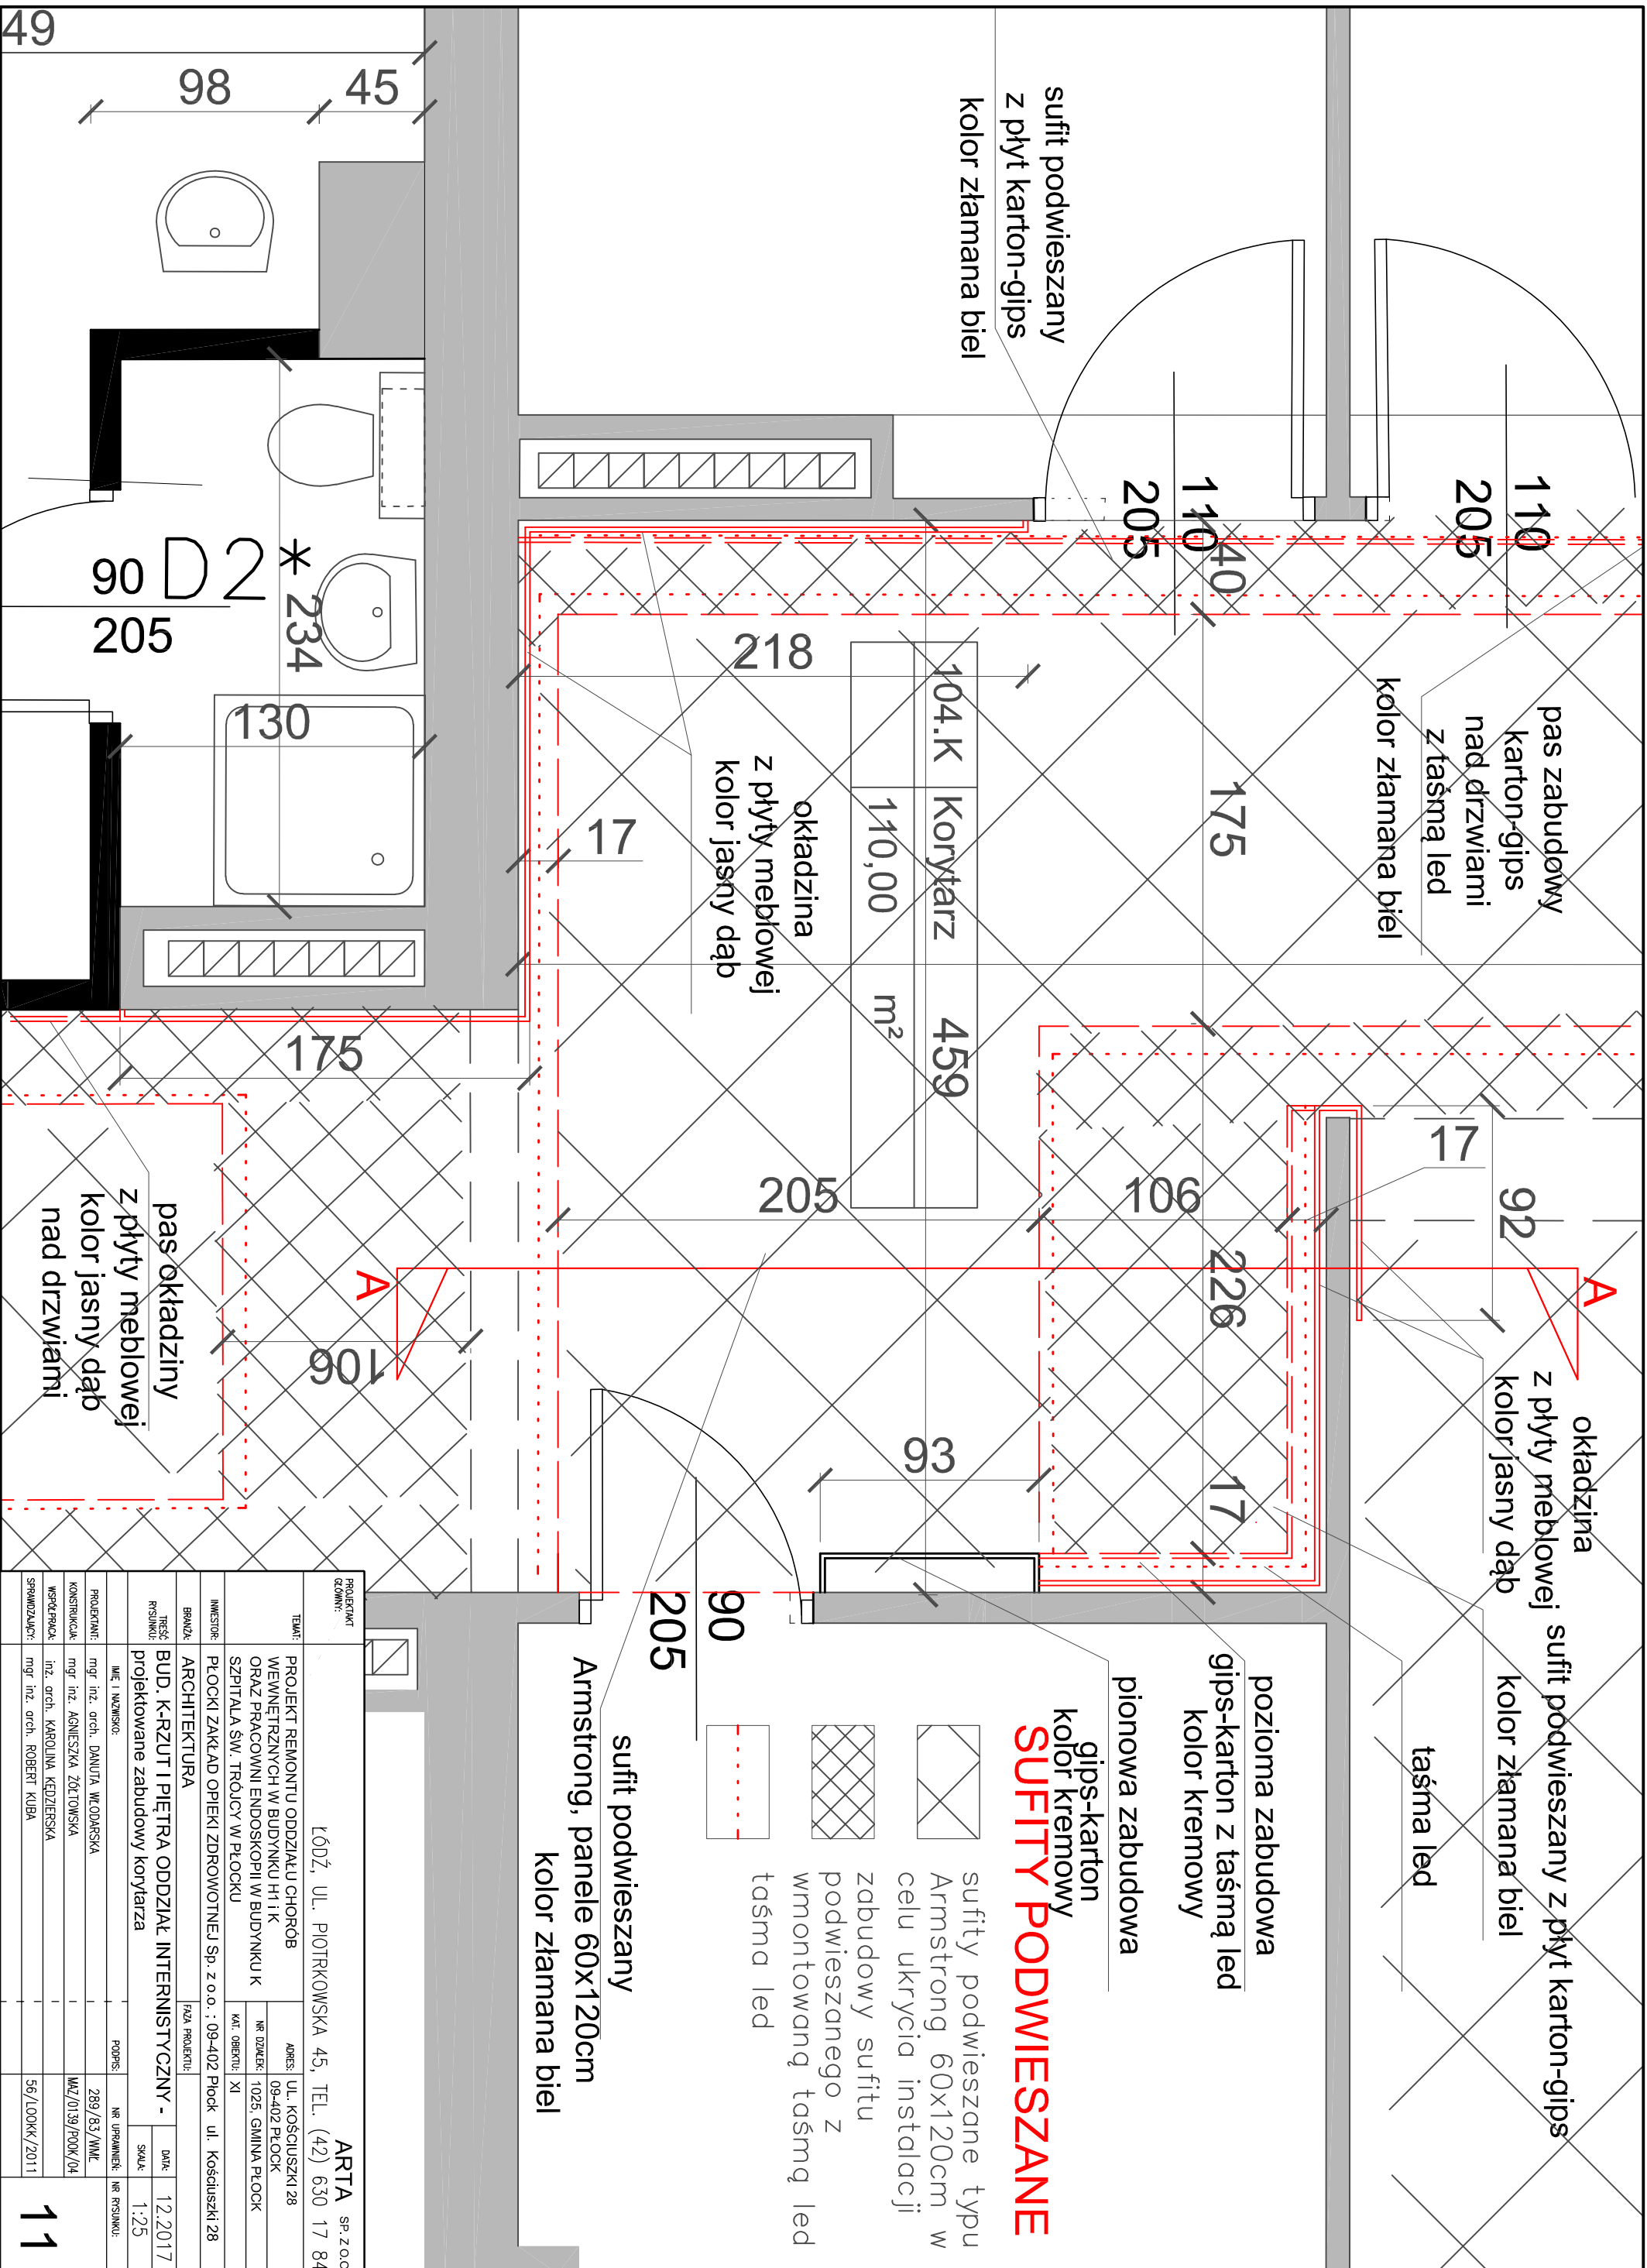 49
98
45
sufit podwieszany
z płyt karton-gips
kolor złamana biel
110
205
110
205
40
90
205
D2*
234
130
218
17
104.K Korytarz 459
110,00 m²
175
okładzina
z płyty meblowej
kolor jasny dąb
pas zabudowy
karton-gips
nad drzwiami
z taśmą led
kolor złamana biel
175
205
106
17
92
226
17
93
A
A
106
pas okładziny
z płyty meblowej
kolor jasny dąb
nad drzwiami
okładzina
z płyty meblowej
kolor jasny dąb
sufit podwieszany z płyt karton-gips
kolor złamana biel
taśma led
pozioma zabudowa
gips-karton z taśmą led
kolor kremowy
pionowa zabudowa
gips-karton
kolor kremowy
90
205
SUFITY PODWIESZANE
sufity podwieszane typu
Armstrong 60x120cm w
celu ukrycia instalacji
zabudowy sufitu
podwieszanego z
wmontowaną taśmą led
taśma led
sufit podwieszany
Armstrong, panele 60x120cm
kolor złamana biel
PROJEKTAKT
GŁÓWNY:
ARTA SP. Z O.O.
ŁÓDŹ, UL. PIOTRKOWSKA 45, TEL. (42) 630 17 84
TEMAT:
PROJEKT REMONTU ODDZIAŁU CHORÓB
WEWNĘTRZNYCH W BUDYNKU H1 i K
ORAZ PRACOWNI ENDOSKOPII W BUDYNKU K
SZPITALA ŚW. TRÓJCY W PŁOCKU
ADRES: UL. KOŚCIUSZKI 28
09-402 PŁOCK
NR DZIAŁEK: 1025, GMINA PŁOCK
KAT. OBIEKTU: XI
INWESTOR: PŁOCKI ZAKŁAD OPIEKI ZDROWOTNEJ Sp. z o.o. ; 09-402 Płock ul. Kościuszki 28
BRANŻA: ARCHITEKTURA
FAZA PROJEKTU:
TREŚĆ
RYSUNKU:
BUD. K-RZUT I PIĘTRA ODDZIAŁ INTERNISTYCZNY -
projektowane zabudowy korytarza
DATA: 12.2017
SKALA: 1:25
IMIĘ I NAZWISKO: PODPIS: NR UPRAWNIEŃ: NR RYSUNKU:
PROJEKTANT: mgr inż. arch. DANUTA WŁODARSKA 289/83/WMŁ
KONSTRUKCJA: mgr inż. AGNIESZKA ŻÓŁTOWSKA MAZ/0139/POOK/04
WSPÓŁPRACA: inż. arch. KAROLINA KĘDZIERSKA
SPRAWDZAJĄCY: mgr inż. arch. ROBERT KUBA 56/LOOKK/2011
11